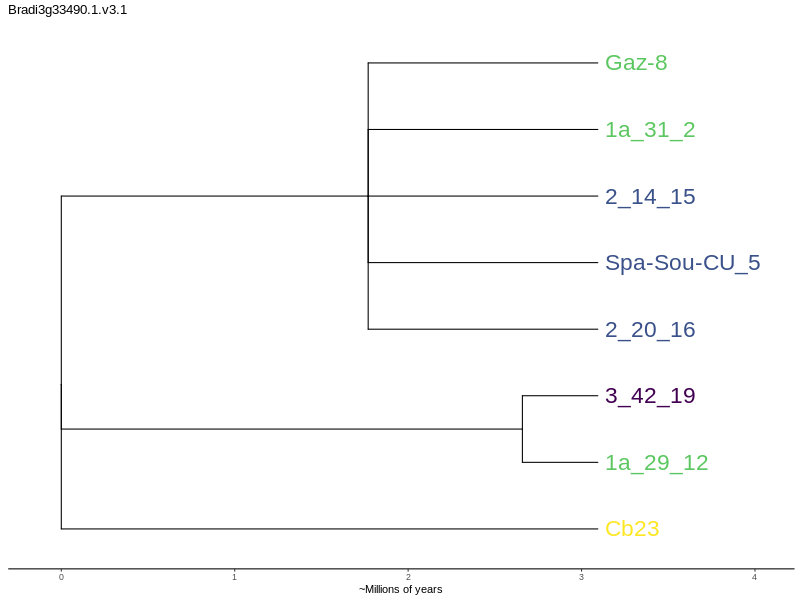 Bradi3g33490.1.v3.1
Gaz-8
1a_31_2
2_14_15
Spa-Sou-CU_5
2_20_16
3_42_19
1a_29_12
Cb23
0 1 2 3 4
~Millions of years